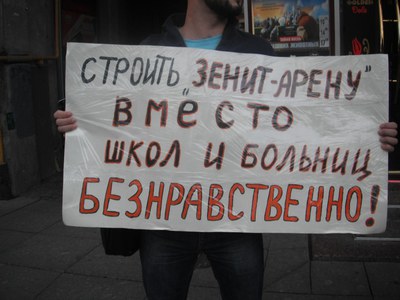 СТРОИТЬ "ЗЕНИТ-АРЕНУ"
ВМЕСТО
ШКОЛ И БОЛЬНИЦ
БЕЗНРАВСТВЕННО!